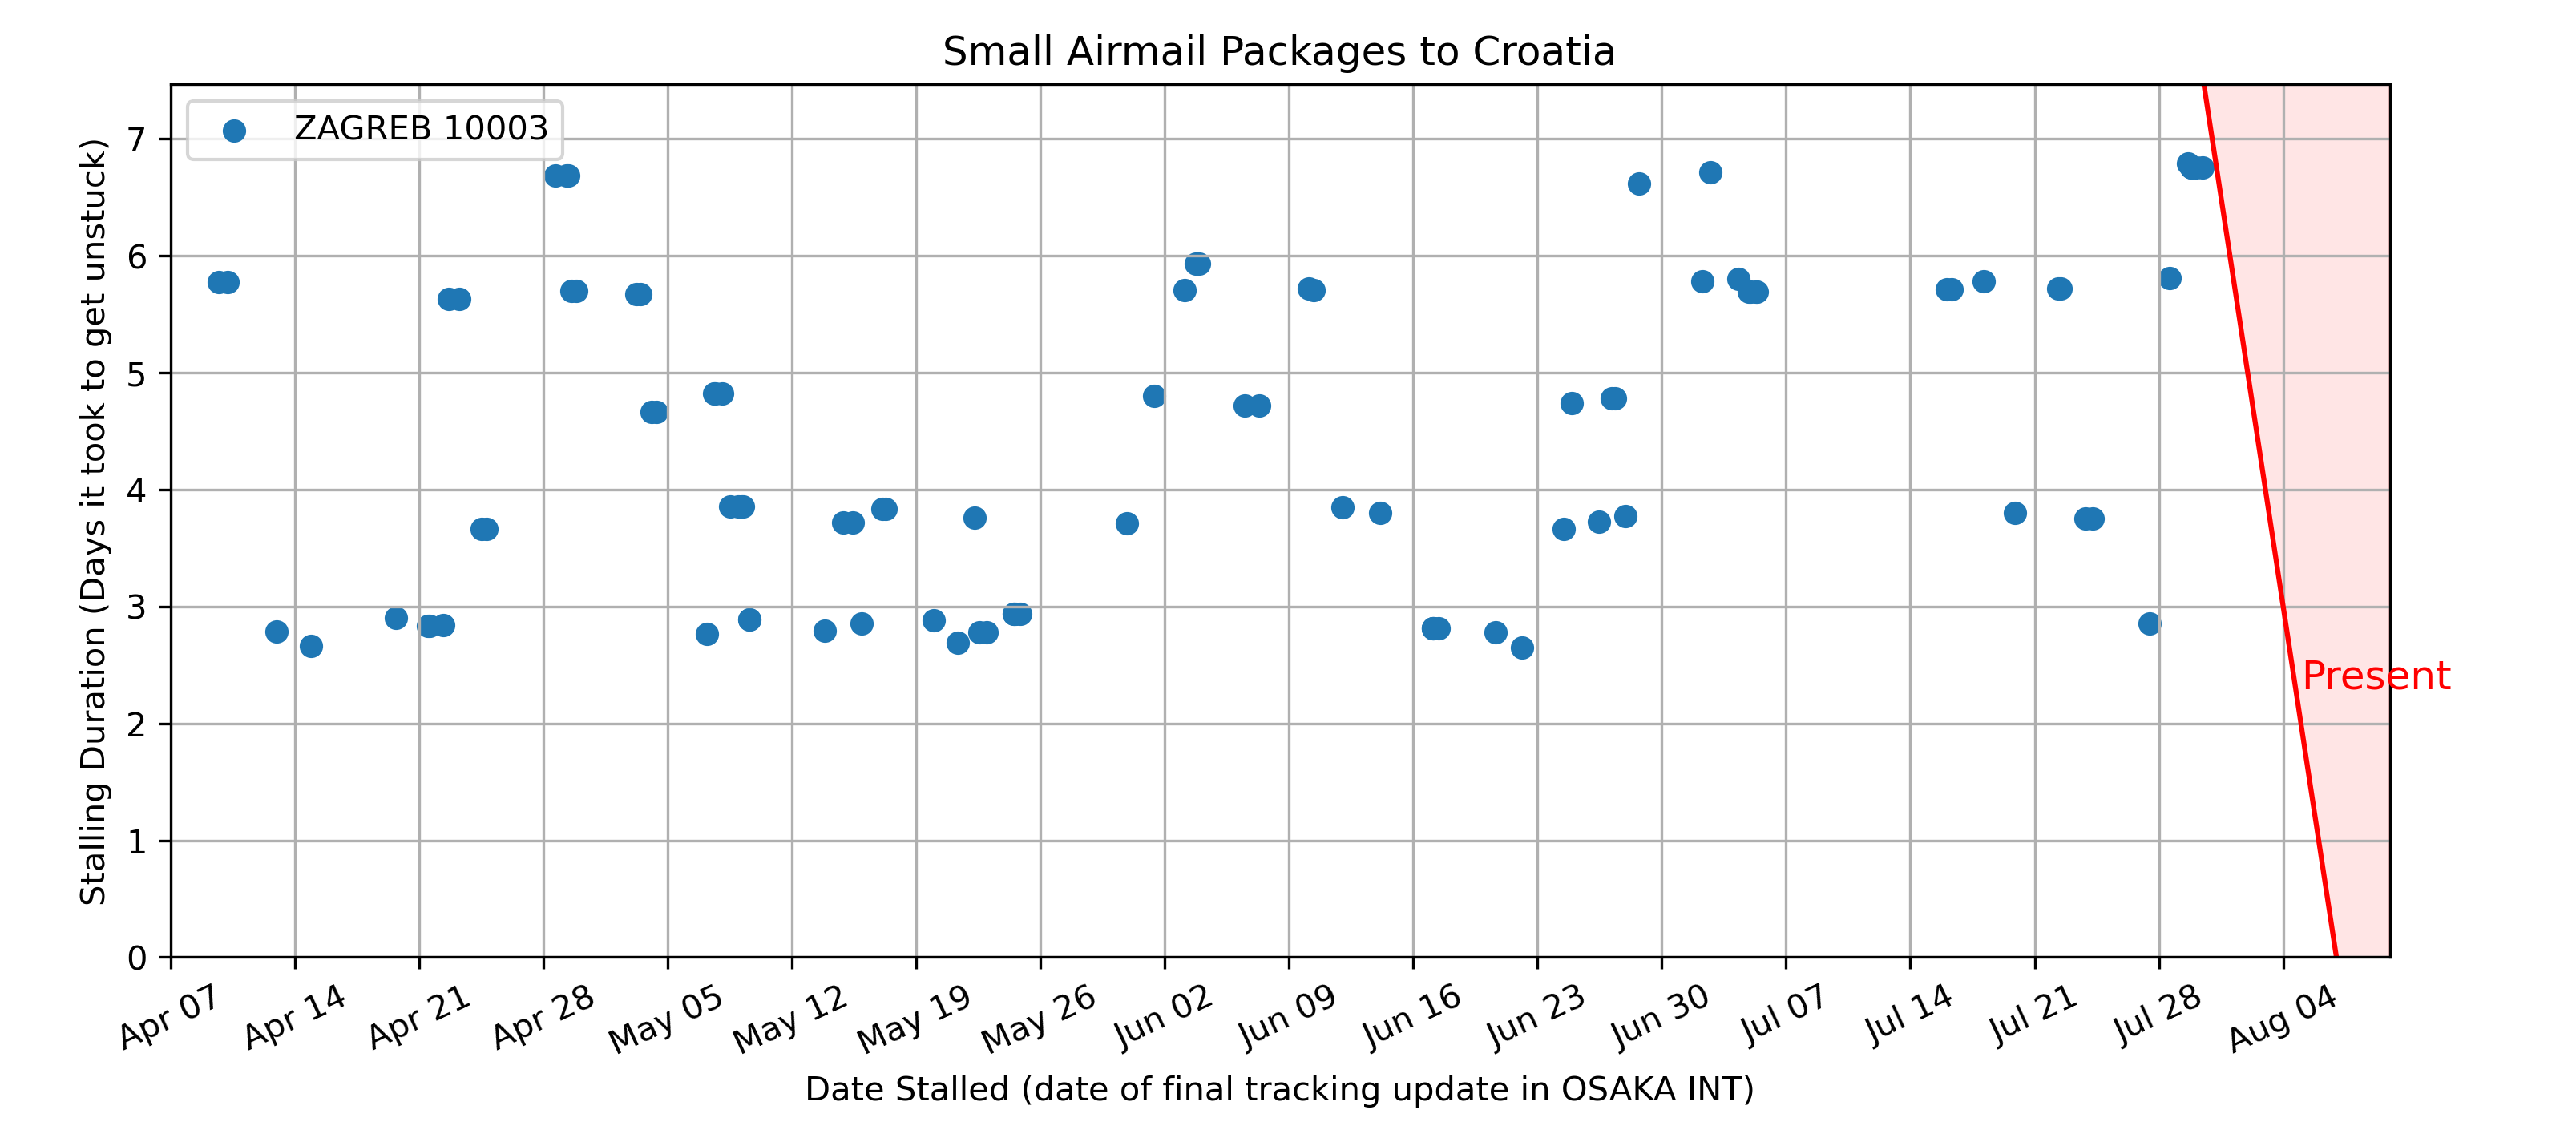 Small Airmail Packages to Croatia
ZAGREB 10003
Stalling Duration (Days it took to get unstuck)
7
6
5
4
3
2
1
0
Present
Apr 07
Apr 14
Apr 21
Apr 28
May 05
May 12
May 19
May 26
Jun 02
Jun 09
Jun 16
Jun 23
Jun 30
Jul 07
Jul 14
Jul 21
Jul 28
Aug 04
Date Stalled (date of final tracking update in OSAKA INT)